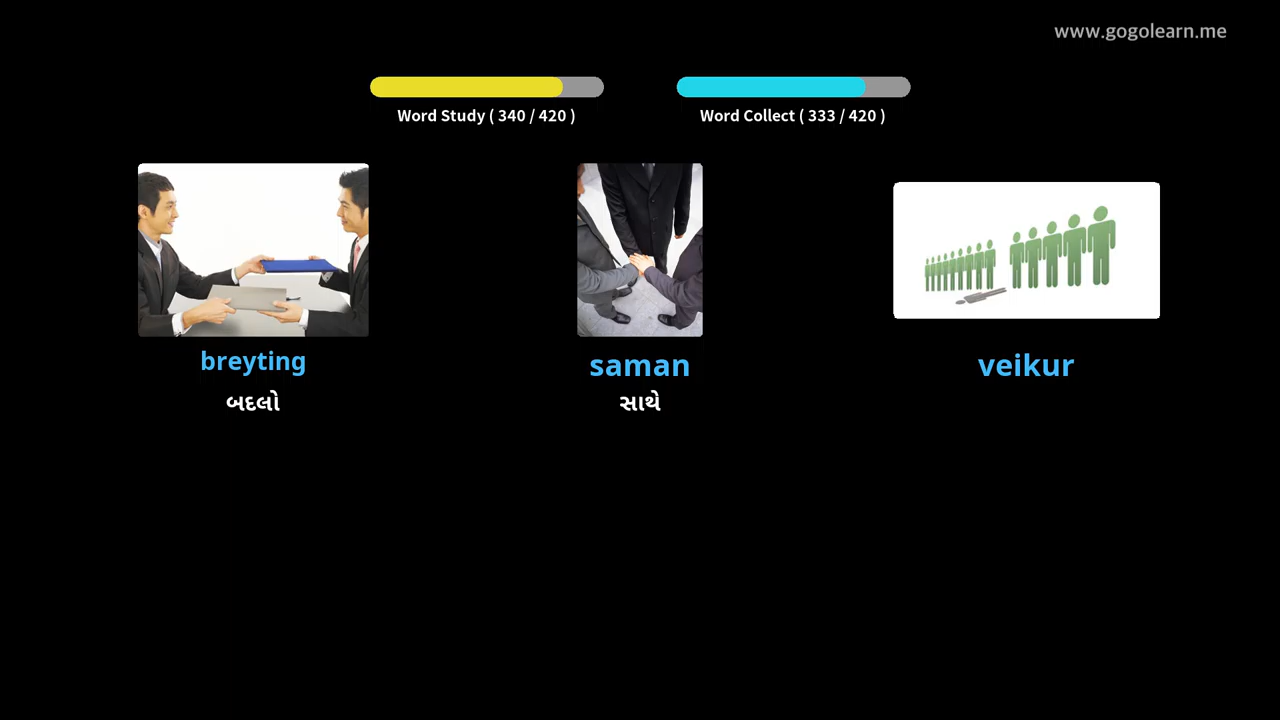 www.gogolearn.me
Word Study ( 340 / 420 )
Word Collect ( 333 / 420 )
breyting
બદલો
saman
સાથે
veikur